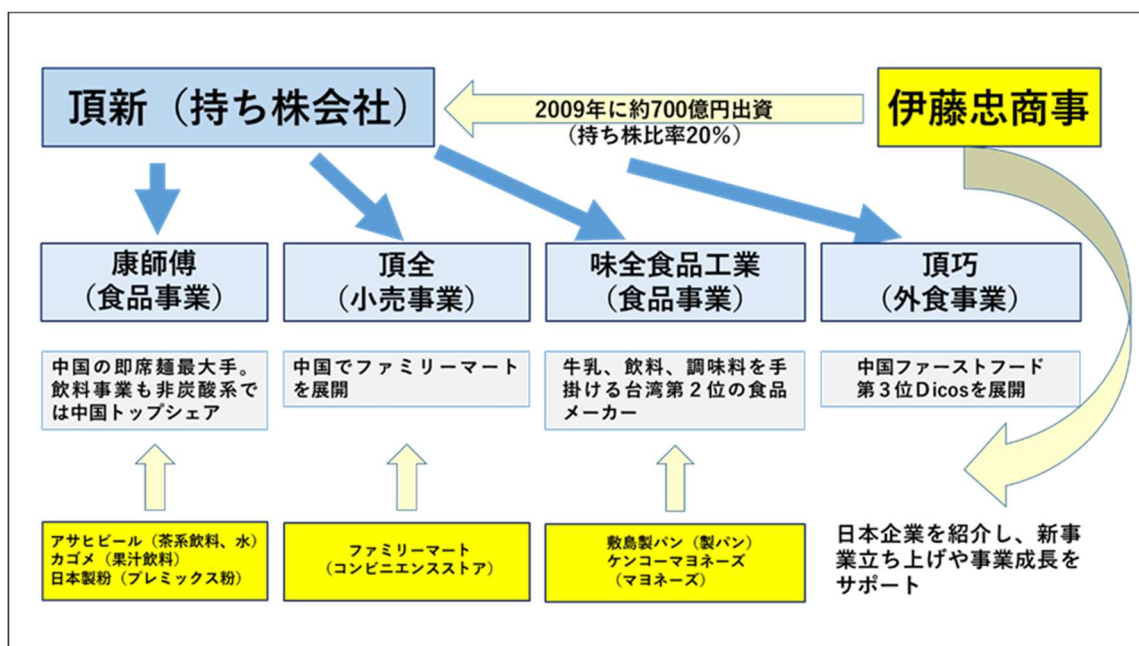 頂新（持ち株会社）
2009年に約700億円出資
（持ち株比率20%）
伊藤忠商事
康師傅
（食品事業）
頂全
（小売事業）
味全食品工業
（食品事業）
頂巧
（外食事業）
中国の即席麺最大手。
飲料事業も非炭酸系で
は中国トップシェア
中国でファミリーマート
を展開
牛乳、飲料、調味料を手
掛ける台湾第２位の食品
メーカー
中国ファーストフード
第３位Dicosを展開
アサヒビール（茶系飲料、水）
カゴメ（果汁飲料）
日本製粉（プレミックス粉）
ファミリーマート
（コンビニエンスストア）
敷島製パン（製パン）
ケンコーマヨネーズ
（マヨネーズ）
日本企業を紹介し、新事
業立ち上げや事業成長を
サポート